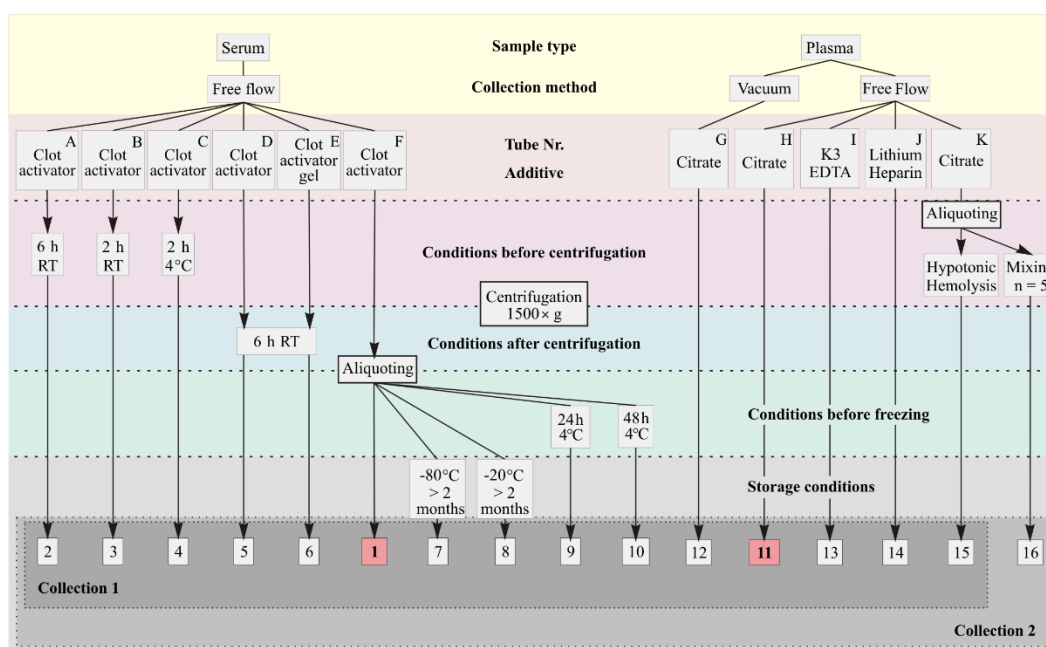 Sample type
Serum
Plasma
Collection method
Free flow
Vacuum
Free Flow
Tube Nr.
Additive
A
Clot
activator
B
Clot
activator
C
Clot
activator
D
Clot
activator
E
Clot
activator
gel
F
Clot
activator
G
Citrate
H
Citrate
I
K3
EDTA
J
Lithium
Heparin
K
Citrate
Aliquoting
6 h
RT
2 h
RT
2 h
4°C
Conditions before centrifugation
Hypotonic
Hemolysis
Mixing
n = 5
Centrifugation
1500× g
6 h RT
Conditions after centrifugation
Aliquoting
24h
4°C
48h
4°C
Conditions before freezing
-80°C
> 2
months
-20°C
> 2
months
Storage conditions
2
3
4
5
6
1
7
8
9
10
12
11
13
14
15
16
Collection 1
Collection 2